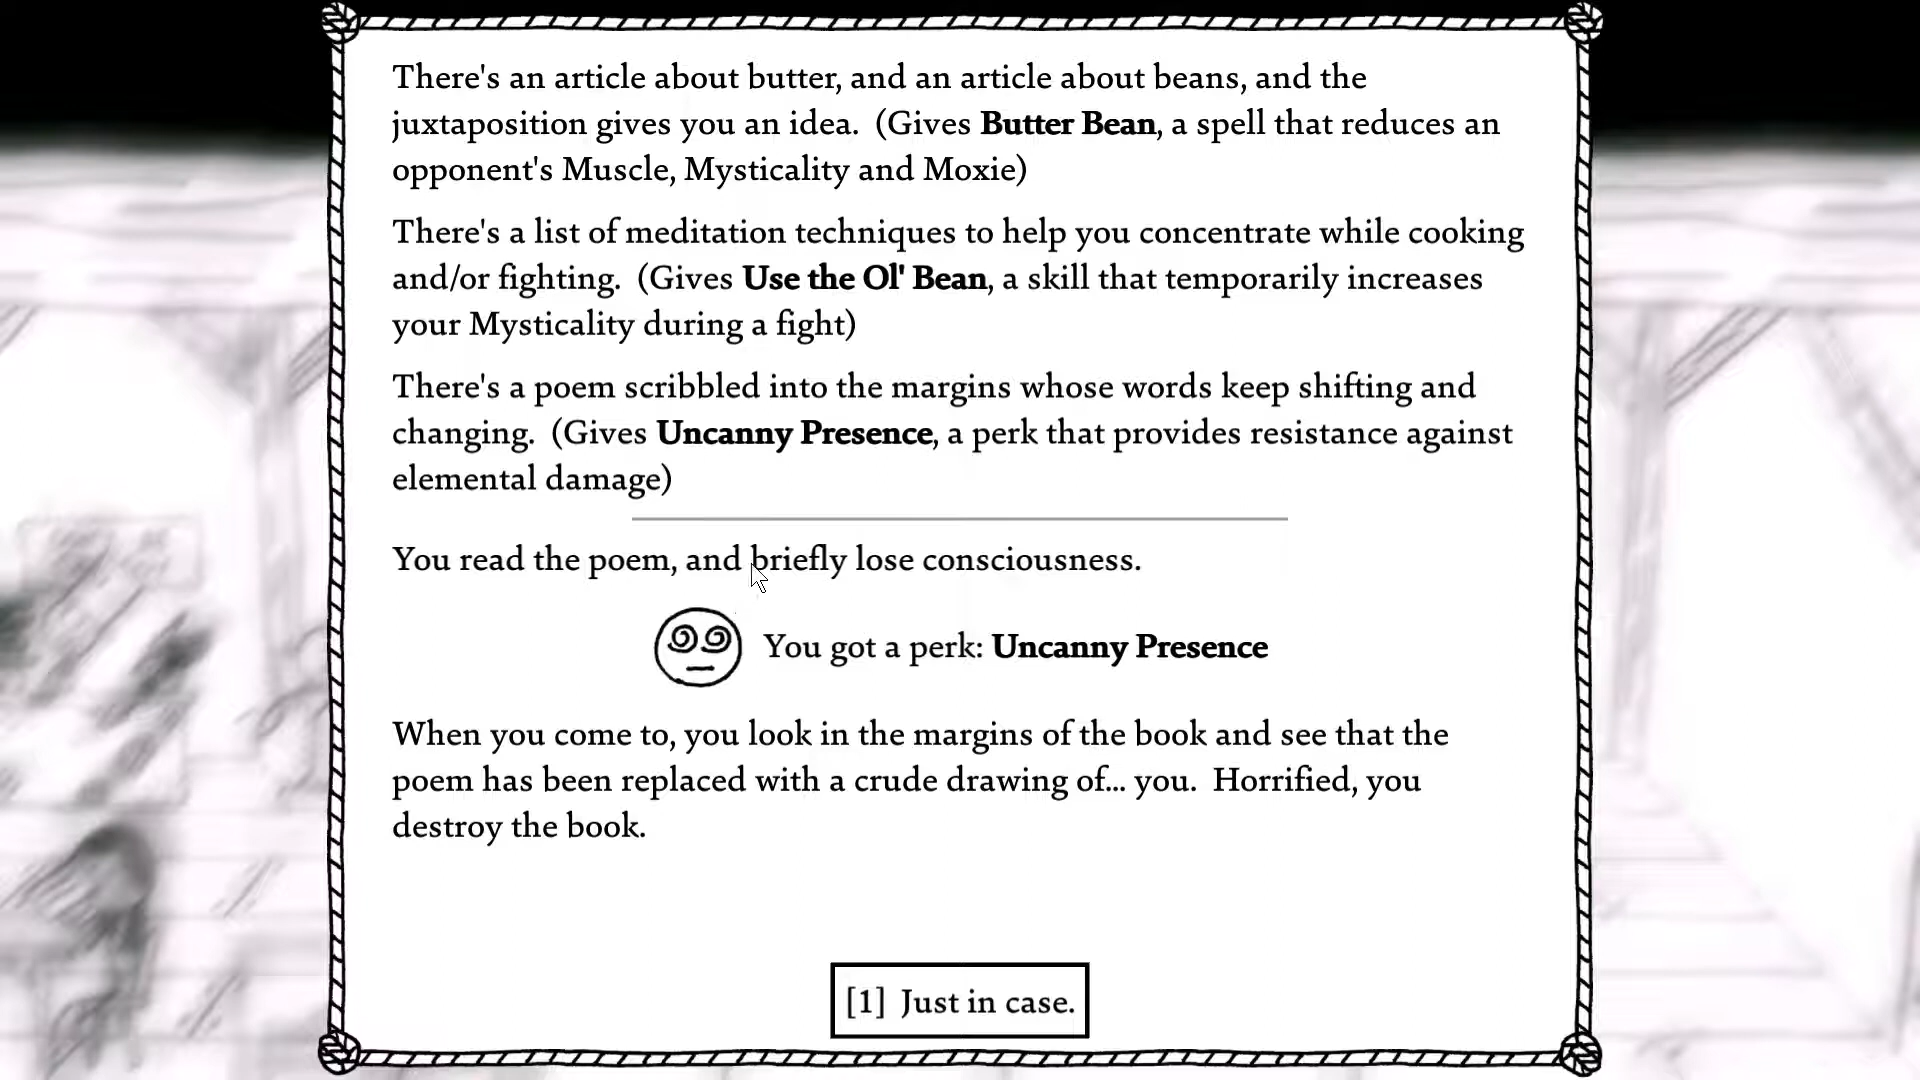 There's an article about butter, and an article about beans, and the
juxtaposition gives you an idea.  (Gives Butter Bean, a spell that reduces an
opponent's Muscle, Mysticality and Moxie)
There's a list of meditation techniques to help you concentrate while cooking
and/or fighting.  (Gives Use the Ol' Bean, a skill that temporarily increases
your Mysticality during a fight)
There's a poem scribbled into the margins whose words keep shifting and
changing.  (Gives Uncanny Presence, a perk that provides resistance against
elemental damage)
You read the poem, and briefly lose consciousness.
You got a perk: Uncanny Presence
When you come to, you look in the margins of the book and see that the
poem has been replaced with a crude drawing of... you.  Horrified, you
destroy the book.
[1]  Just in case.